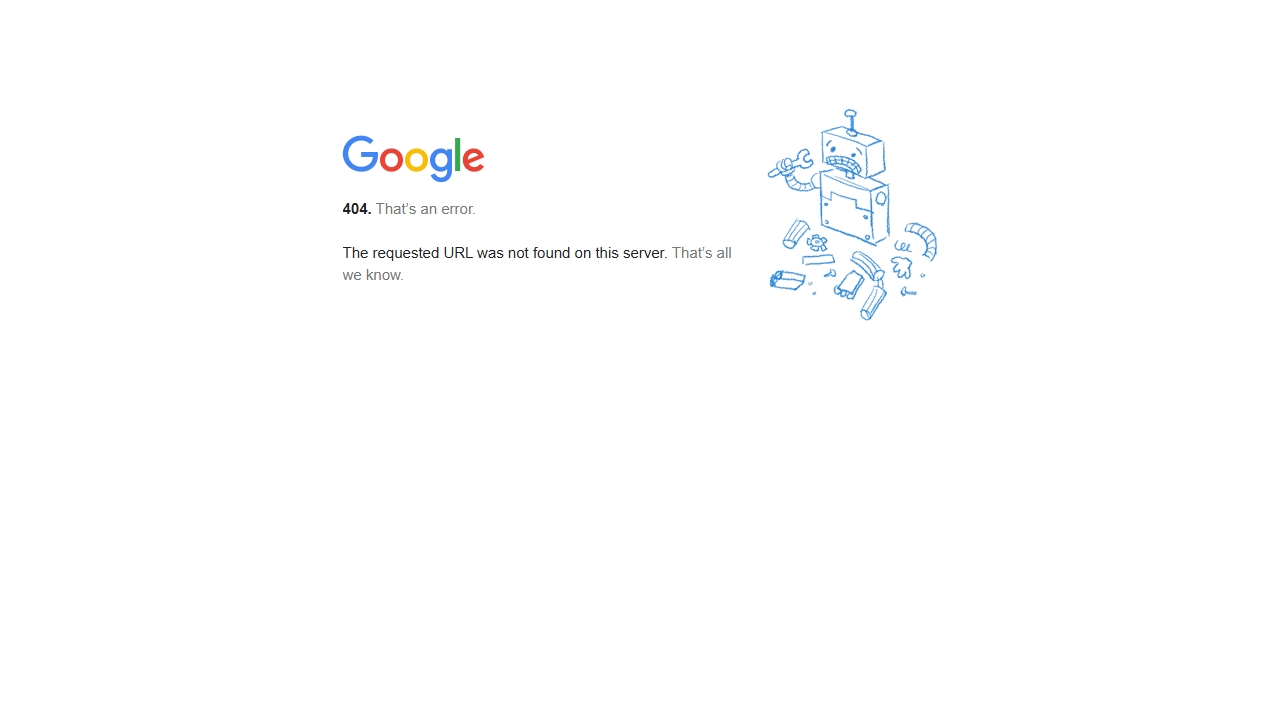 Google
404. That’s an error.
The requested URL was not found on this server. That’s all
we know.